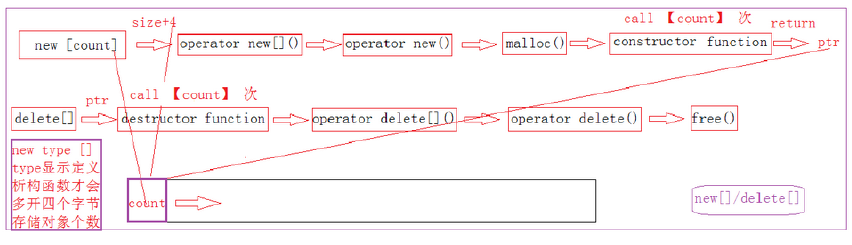 call 【count】 次
size+4
return
new [count]
operator new[]()
operator new()
malloc()
constructor function
ptr
call 【count】 次
ptr
delete[]
destructor function
operator delete[]()
operator delete()
free()
new type []
type显示定义
析构函数才会
多开四个字节
存储对象个数
count
new[]/delete[]